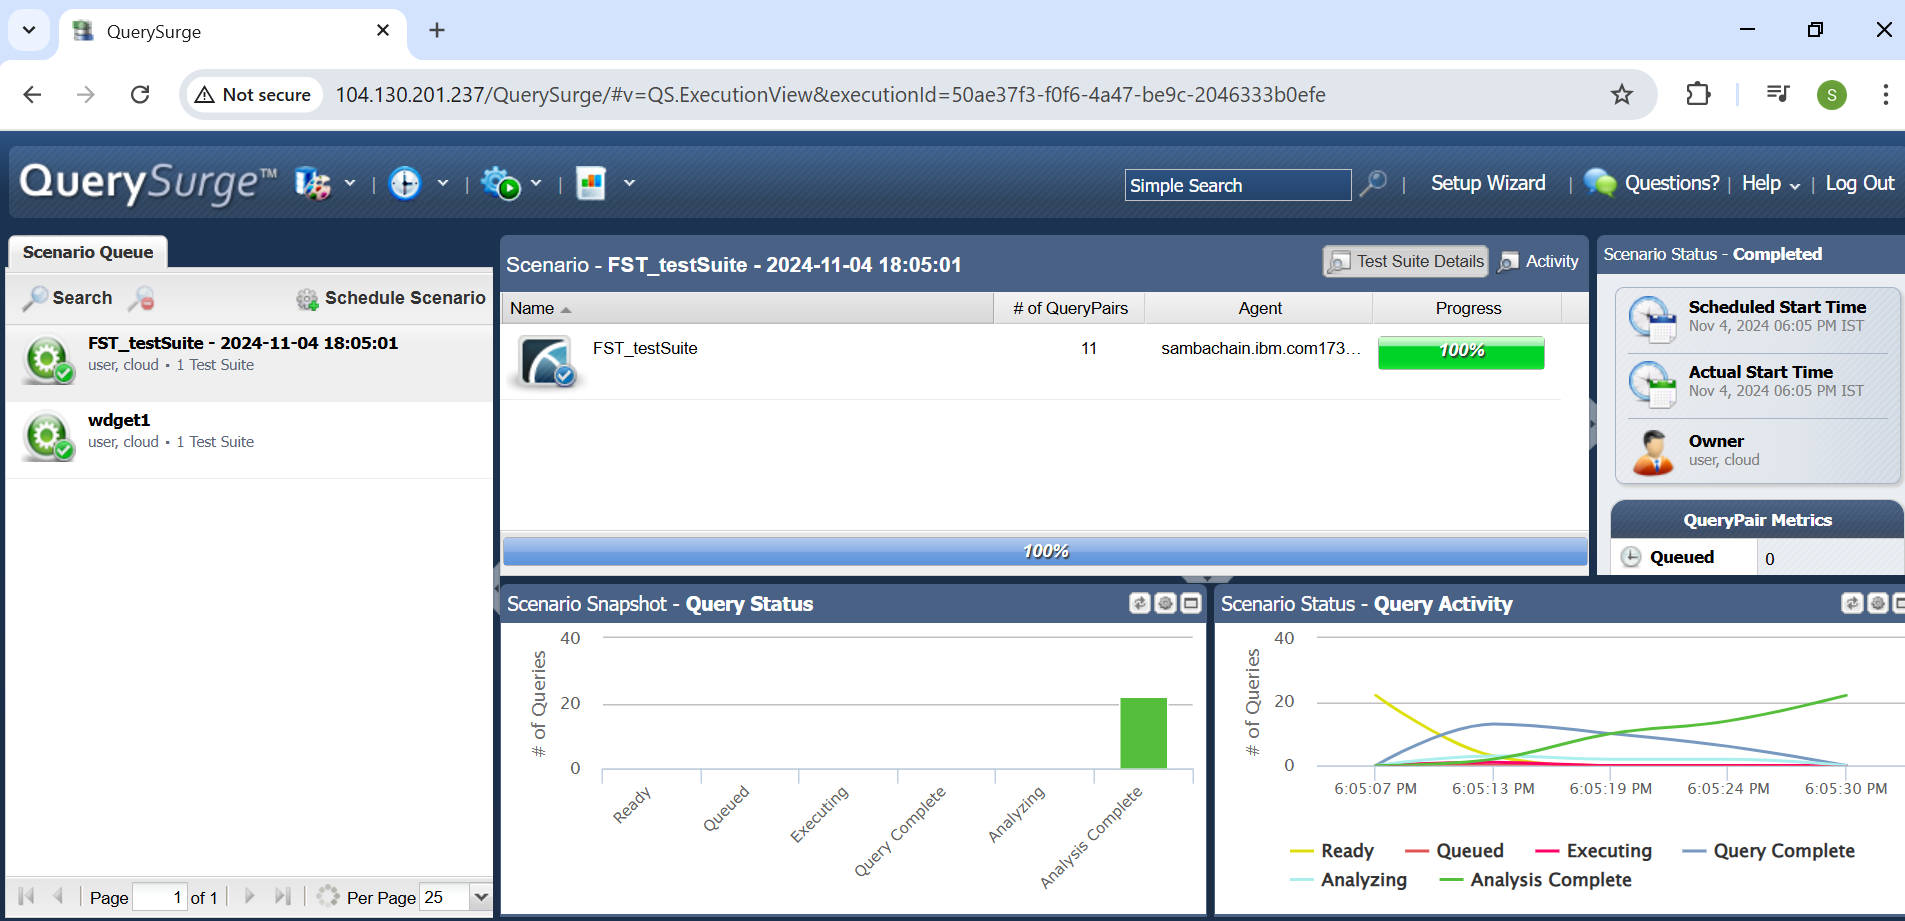 QuerySurge
Not secure
104.130.201.237/QuerySurge/#v=QS.ExecutionView&executionId=50ae37f3-f0f6-4a47-be9c-2046333b0efe
S
QuerySurge™
Simple Search
Setup Wizard
Questions?
Help
Log Out
Scenario Queue
Search
Schedule Scenario
FST_testSuite - 2024-11-04 18:05:01
user, cloud • 1 Test Suite
wdget1
user, cloud • 1 Test Suite
Page 1 of 1
Per Page 25
Scenario - FST_testSuite - 2024-11-04 18:05:01
Test Suite Details
Activity
Name # of QueryPairs Agent Progress
FST_testSuite 11 sambachain.ibm.com173... 100%
100%
Scenario Status - Completed
Scheduled Start Time
Nov 4, 2024 06:05 PM IST
Actual Start Time
Nov 4, 2024 06:05 PM IST
Owner
user, cloud
QueryPair Metrics
Queued 0
Scenario Snapshot - Query Status
# of Queries
40
20
0
Ready
Queued
Executing
Query Complete
Analyzing
Analysis Complete
Scenario Status - Query Activity
# of Queries
40
20
0
6:05:07 PM 6:05:13 PM 6:05:19 PM 6:05:24 PM 6:05:30 PM
Ready Queued Executing Query Complete
Analyzing Analysis Complete